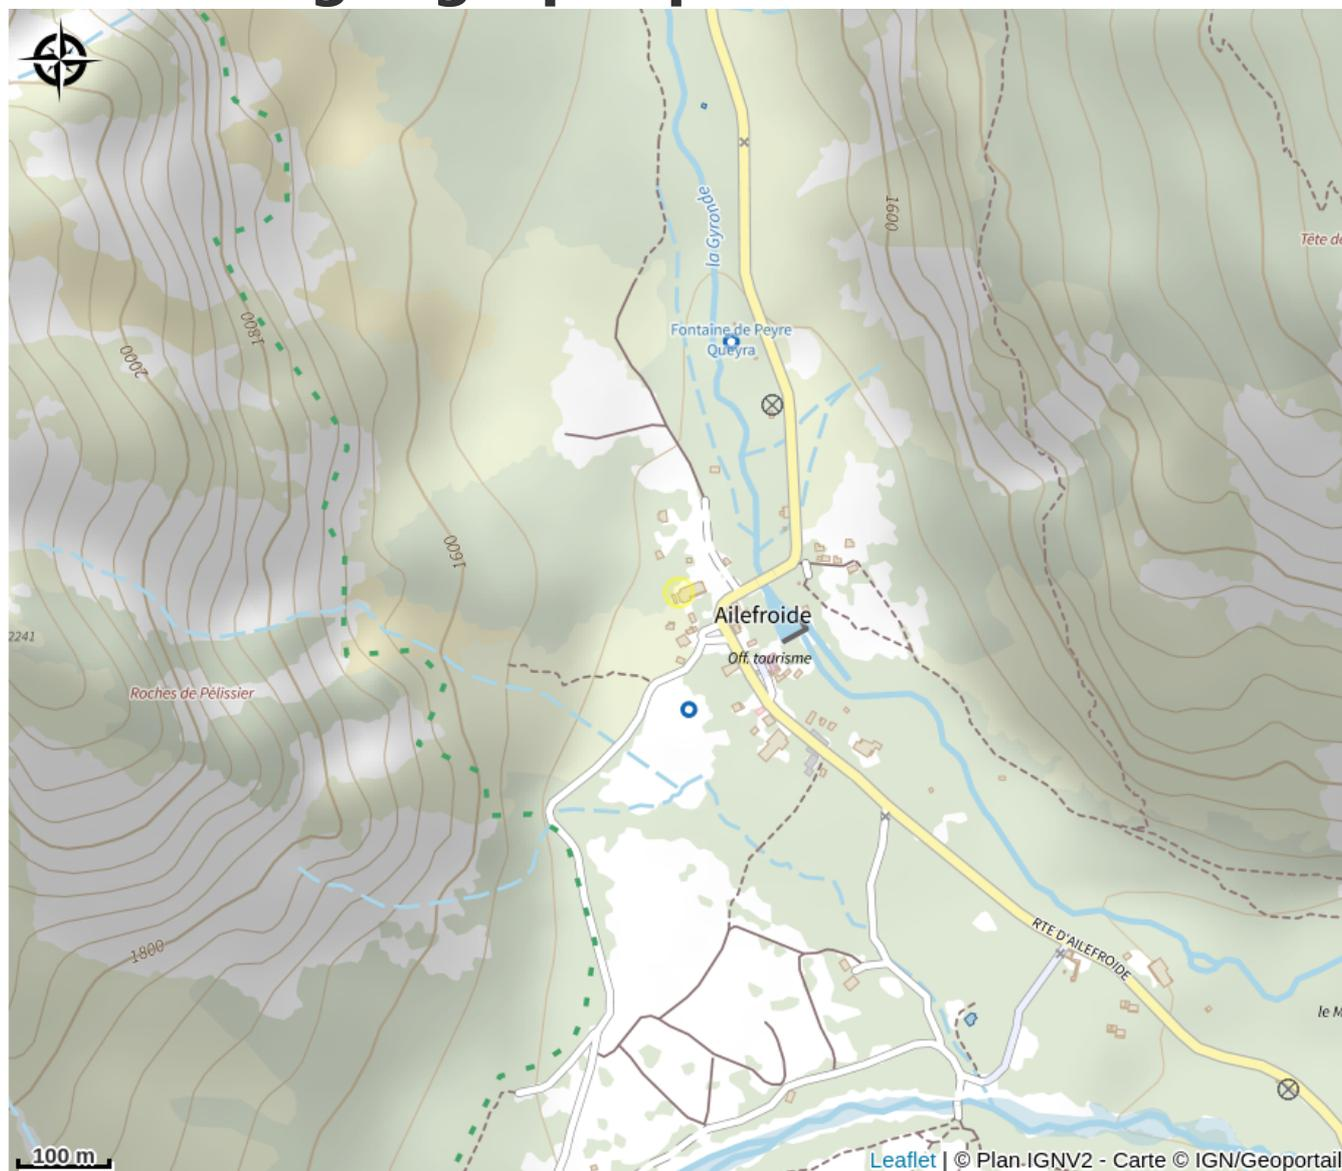 la Gyronde
1600
Tête de
Fontaine de Peyre
Queyra
1800
2000
1600
Ailefroide
2241
Off. tourisme
Roches de Pélissier
1800
RTE D'AILEFROIDE
le M
100 m
Leaflet | © Plan IGNV2 - Carte © IGN/Geoportail